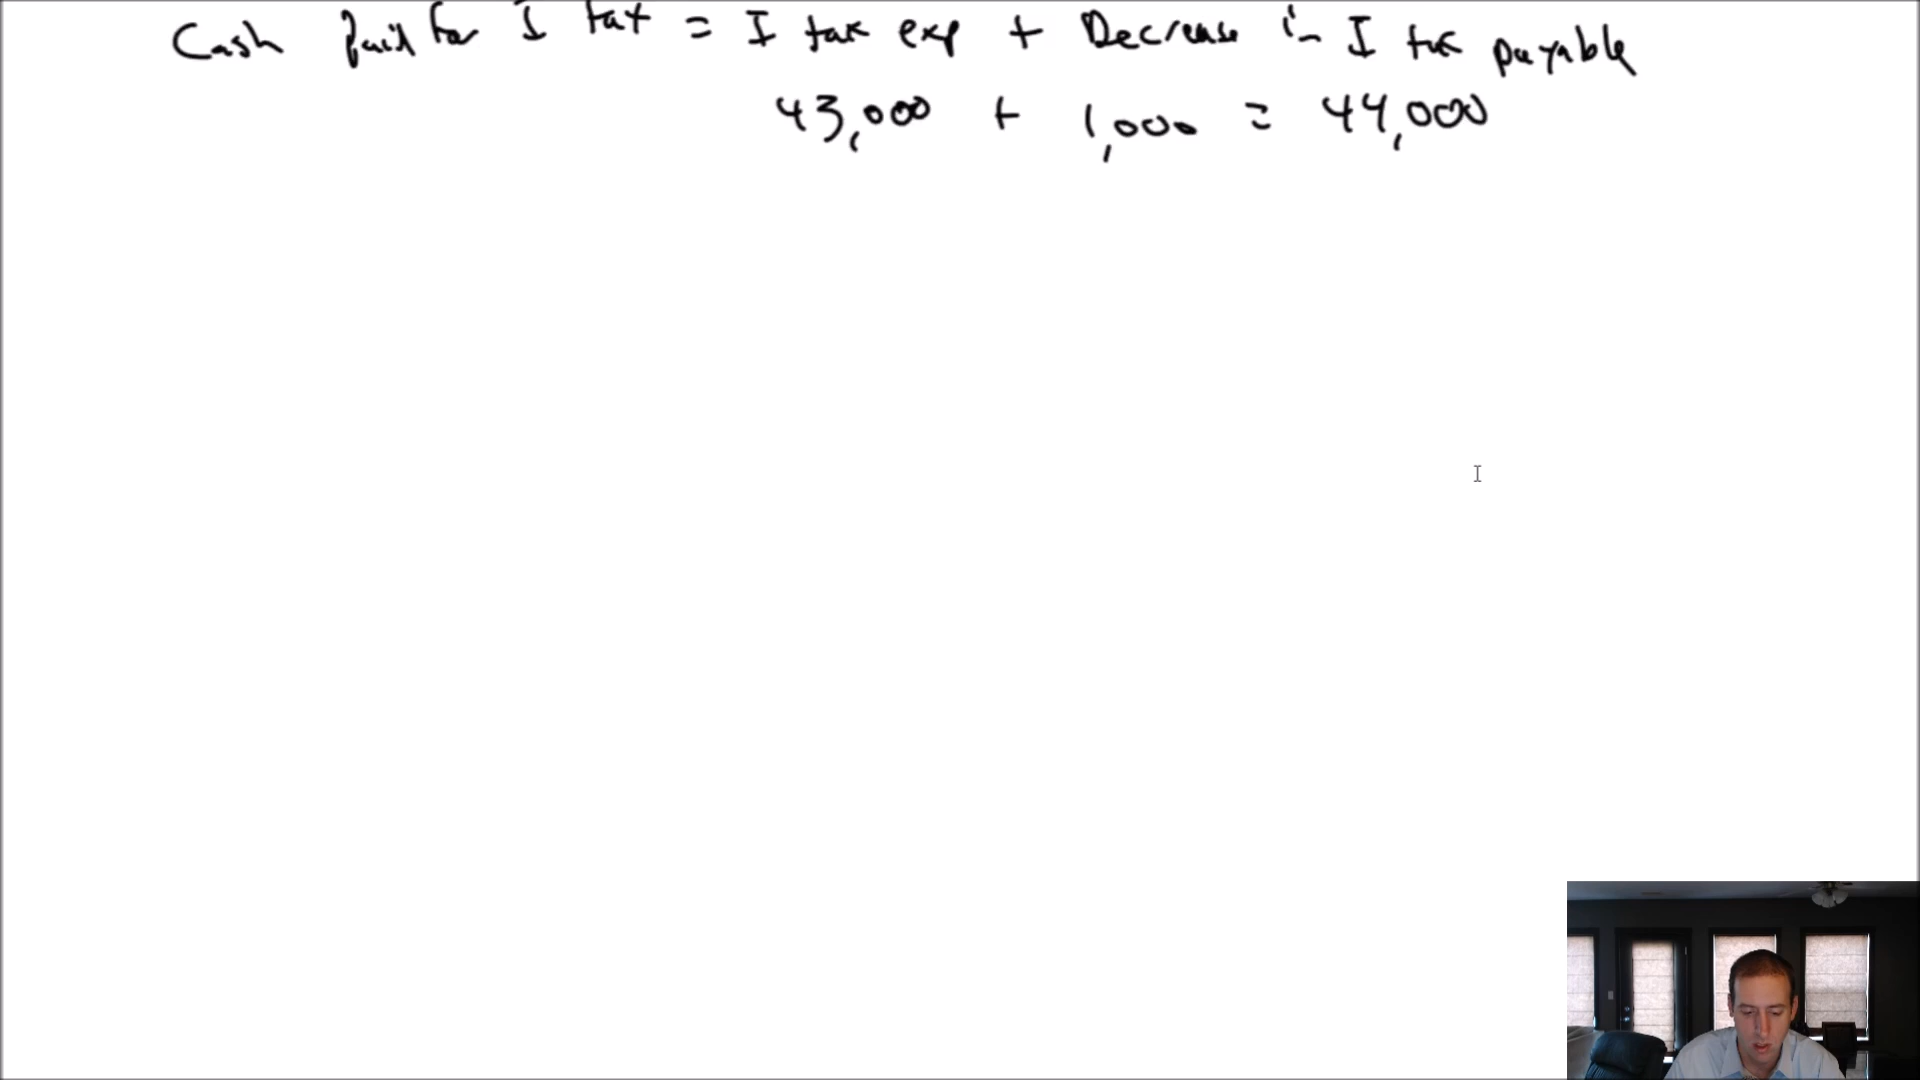 Cash Paid for I tax = I tax exp + Decrease in I tax payable
43,000 + 1,000 = 44,000